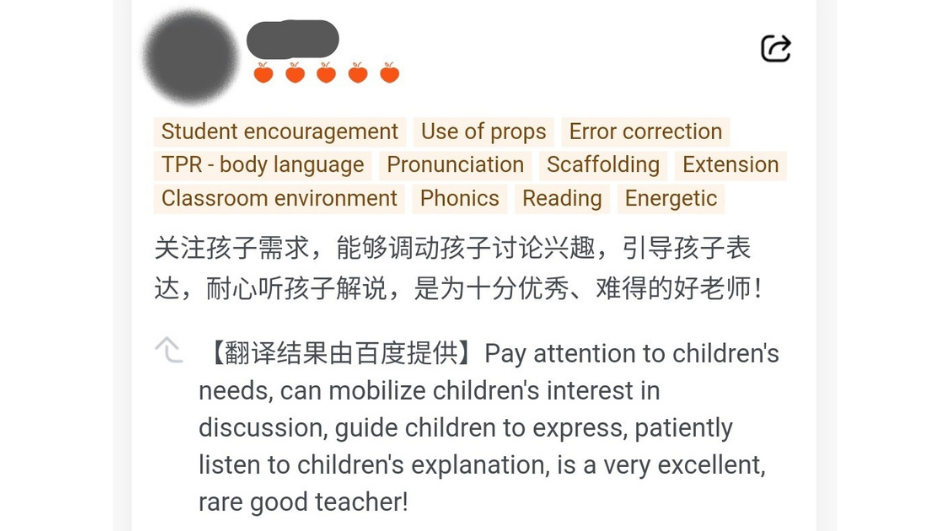 Student encouragement Use of props Error correction
TPR - body language Pronunciation Scaffolding Extension
Classroom environment Phonics Reading Energetic
关注孩子需求，能够调动孩子讨论兴趣，引导孩子表
达，耐心听孩子解说，是为十分优秀、难得的好老师！
【翻译结果由百度提供】Pay attention to children's
needs, can mobilize children's interest in
discussion, guide children to express, patiently
listen to children's explanation, is a very excellent,
rare good teacher!